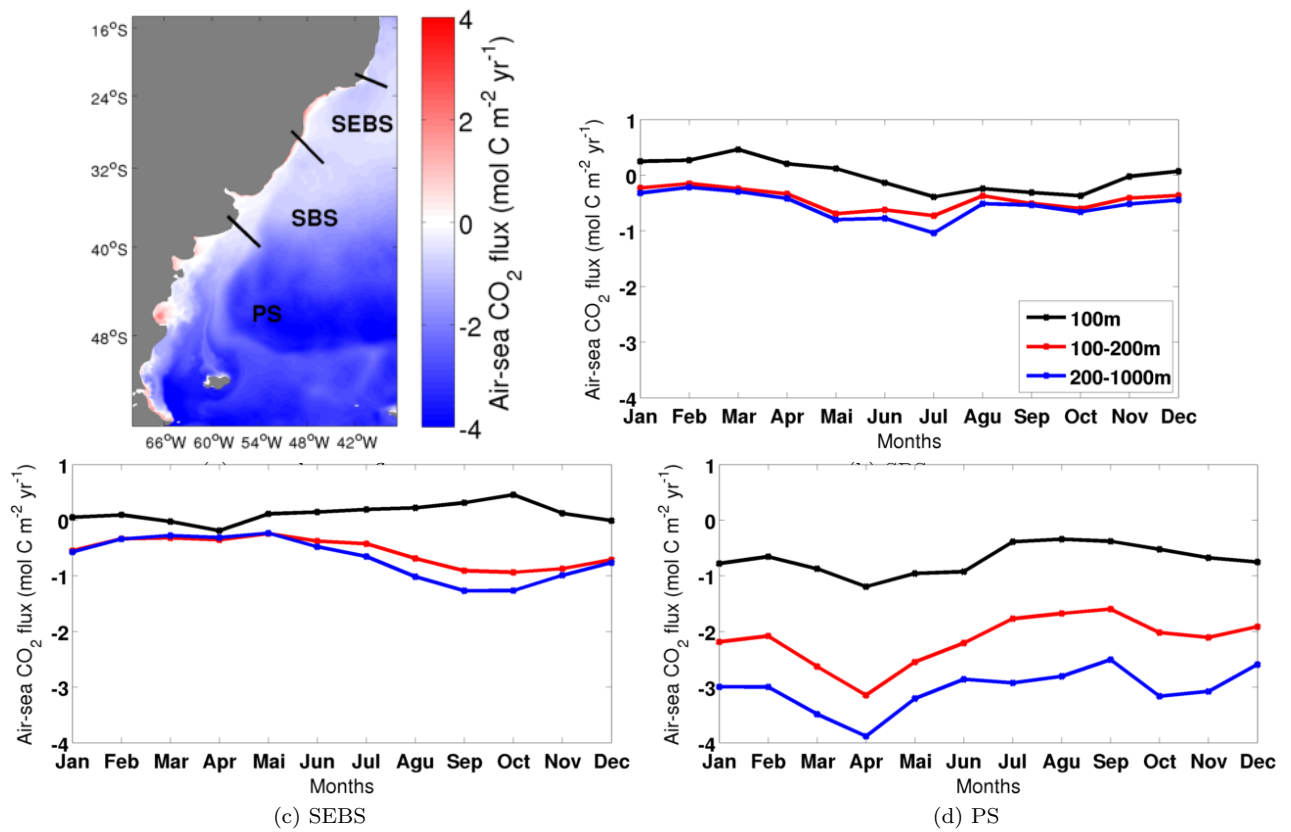 16°S
24°S
32°S
40°S
48°S
66°W 60°W 54°W 48°W 42°W
SEBS
SBS
PS
4
2
0
-2
-4
Air-sea CO2 flux (mol C m-2 yr-1)
1
0
-1
-2
-3
-4
Air-sea CO2 flux (mol C m-2 yr-1)
100m
100-200m
200-1000m
Jan Feb Mar Apr Mai Jun Jul Agu Sep Oct Nov Dec
Months
1
0
-1
-2
-3
-4
Air-sea CO2 flux (mol C m-2 yr-1)
Jan Feb Mar Apr Mai Jun Jul Agu Sep Oct Nov Dec
Months
(c) SEBS
1
0
-1
-2
-3
-4
Air-sea CO2 flux (mol C m-2 yr-1)
Jan Feb Mar Apr Mai Jun Jul Agu Sep Oct Nov Dec
Months
(d) PS